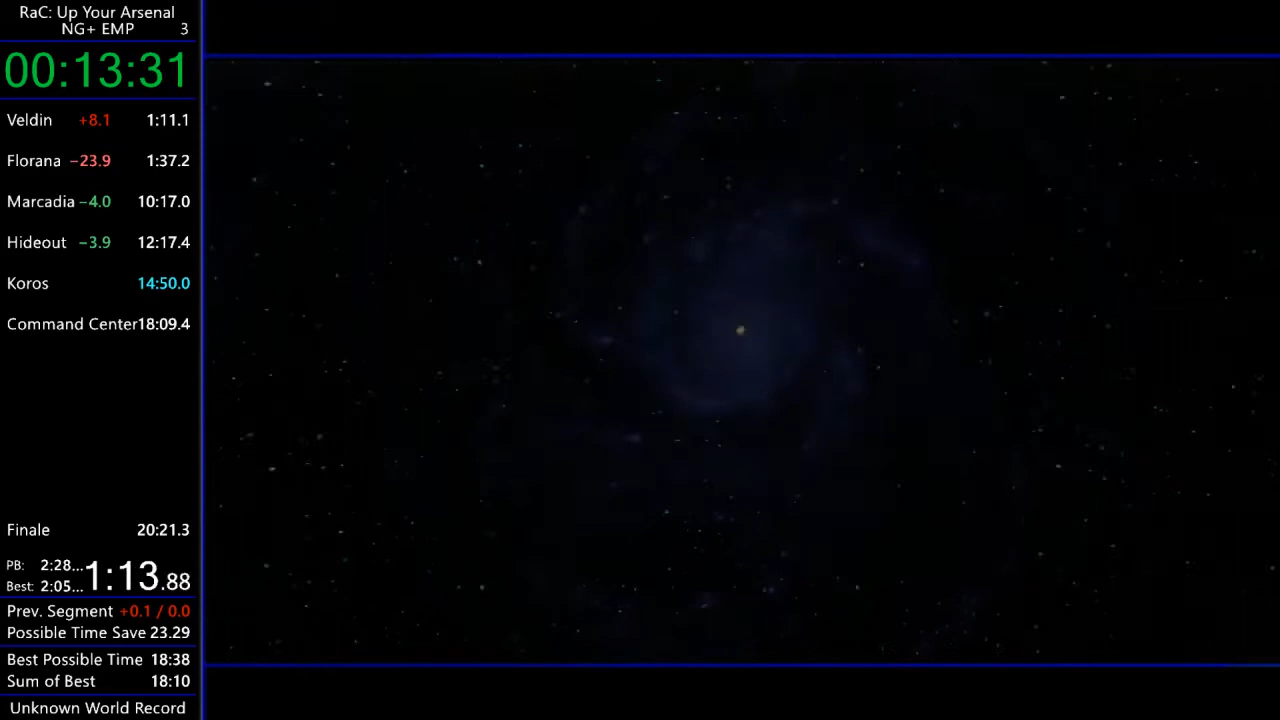 RaC: Up Your Arsenal
NG+ EMP 3
00:13:31
Veldin +8.1 1:11.1
Florana −23.9 1:37.2
Marcadia −4.0 10:17.0
Hideout −3.9 12:17.4
Koros 14:50.0
Command Center 18:09.4
Finale 20:21.3
PB: 2:28...
Best: 2:05...
1:13.88
Prev. Segment +0.1 / 0.0
Possible Time Save 23.29
Best Possible Time 18:38
Sum of Best 18:10
Unknown World Record